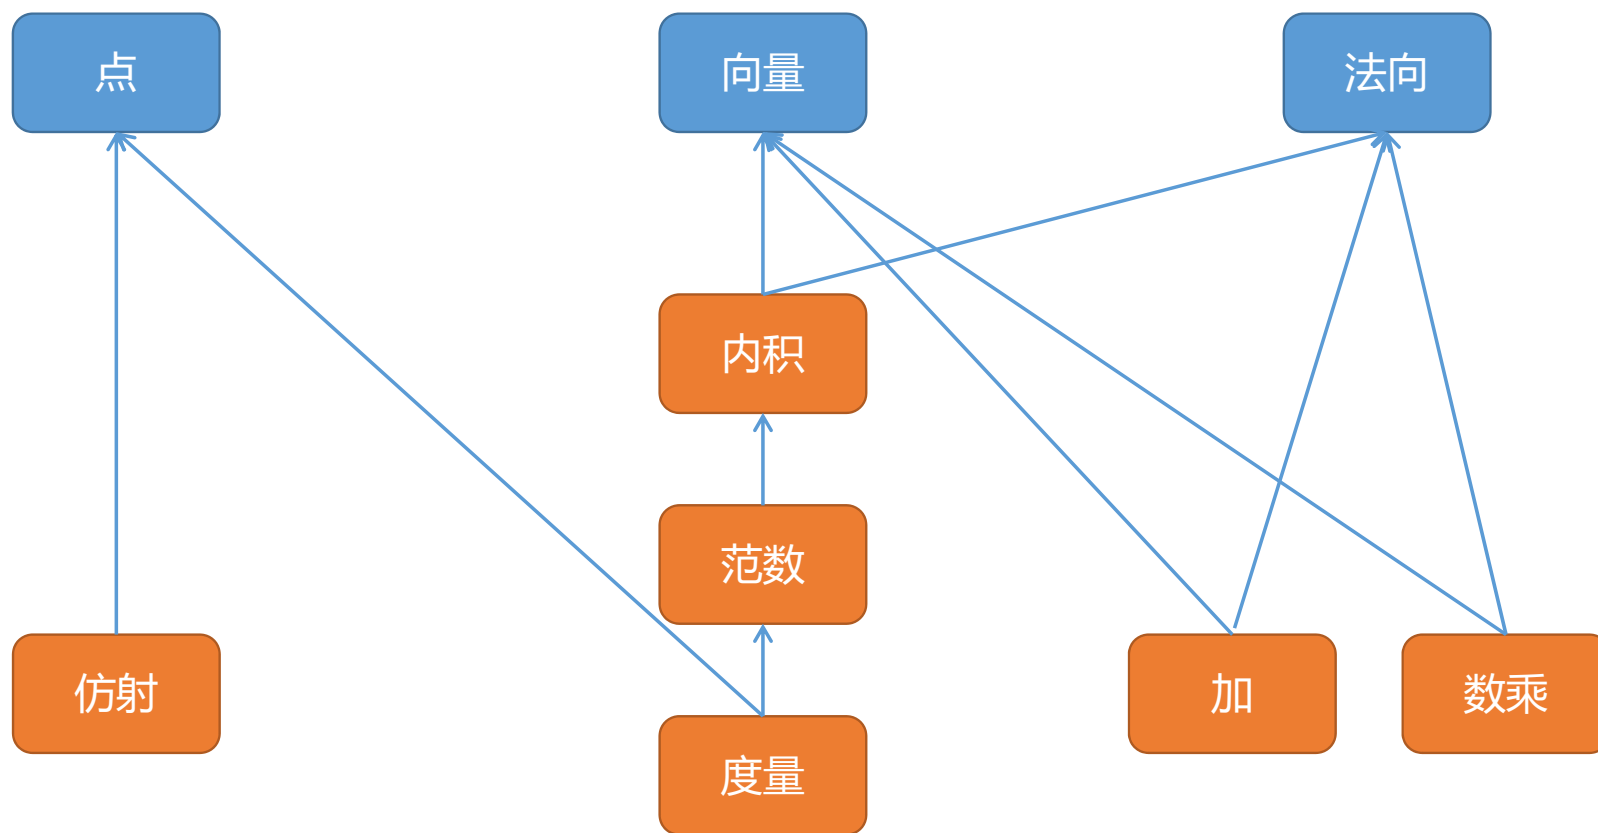 点
向量
法向
内积
范数
仿射
加
数乘
度量